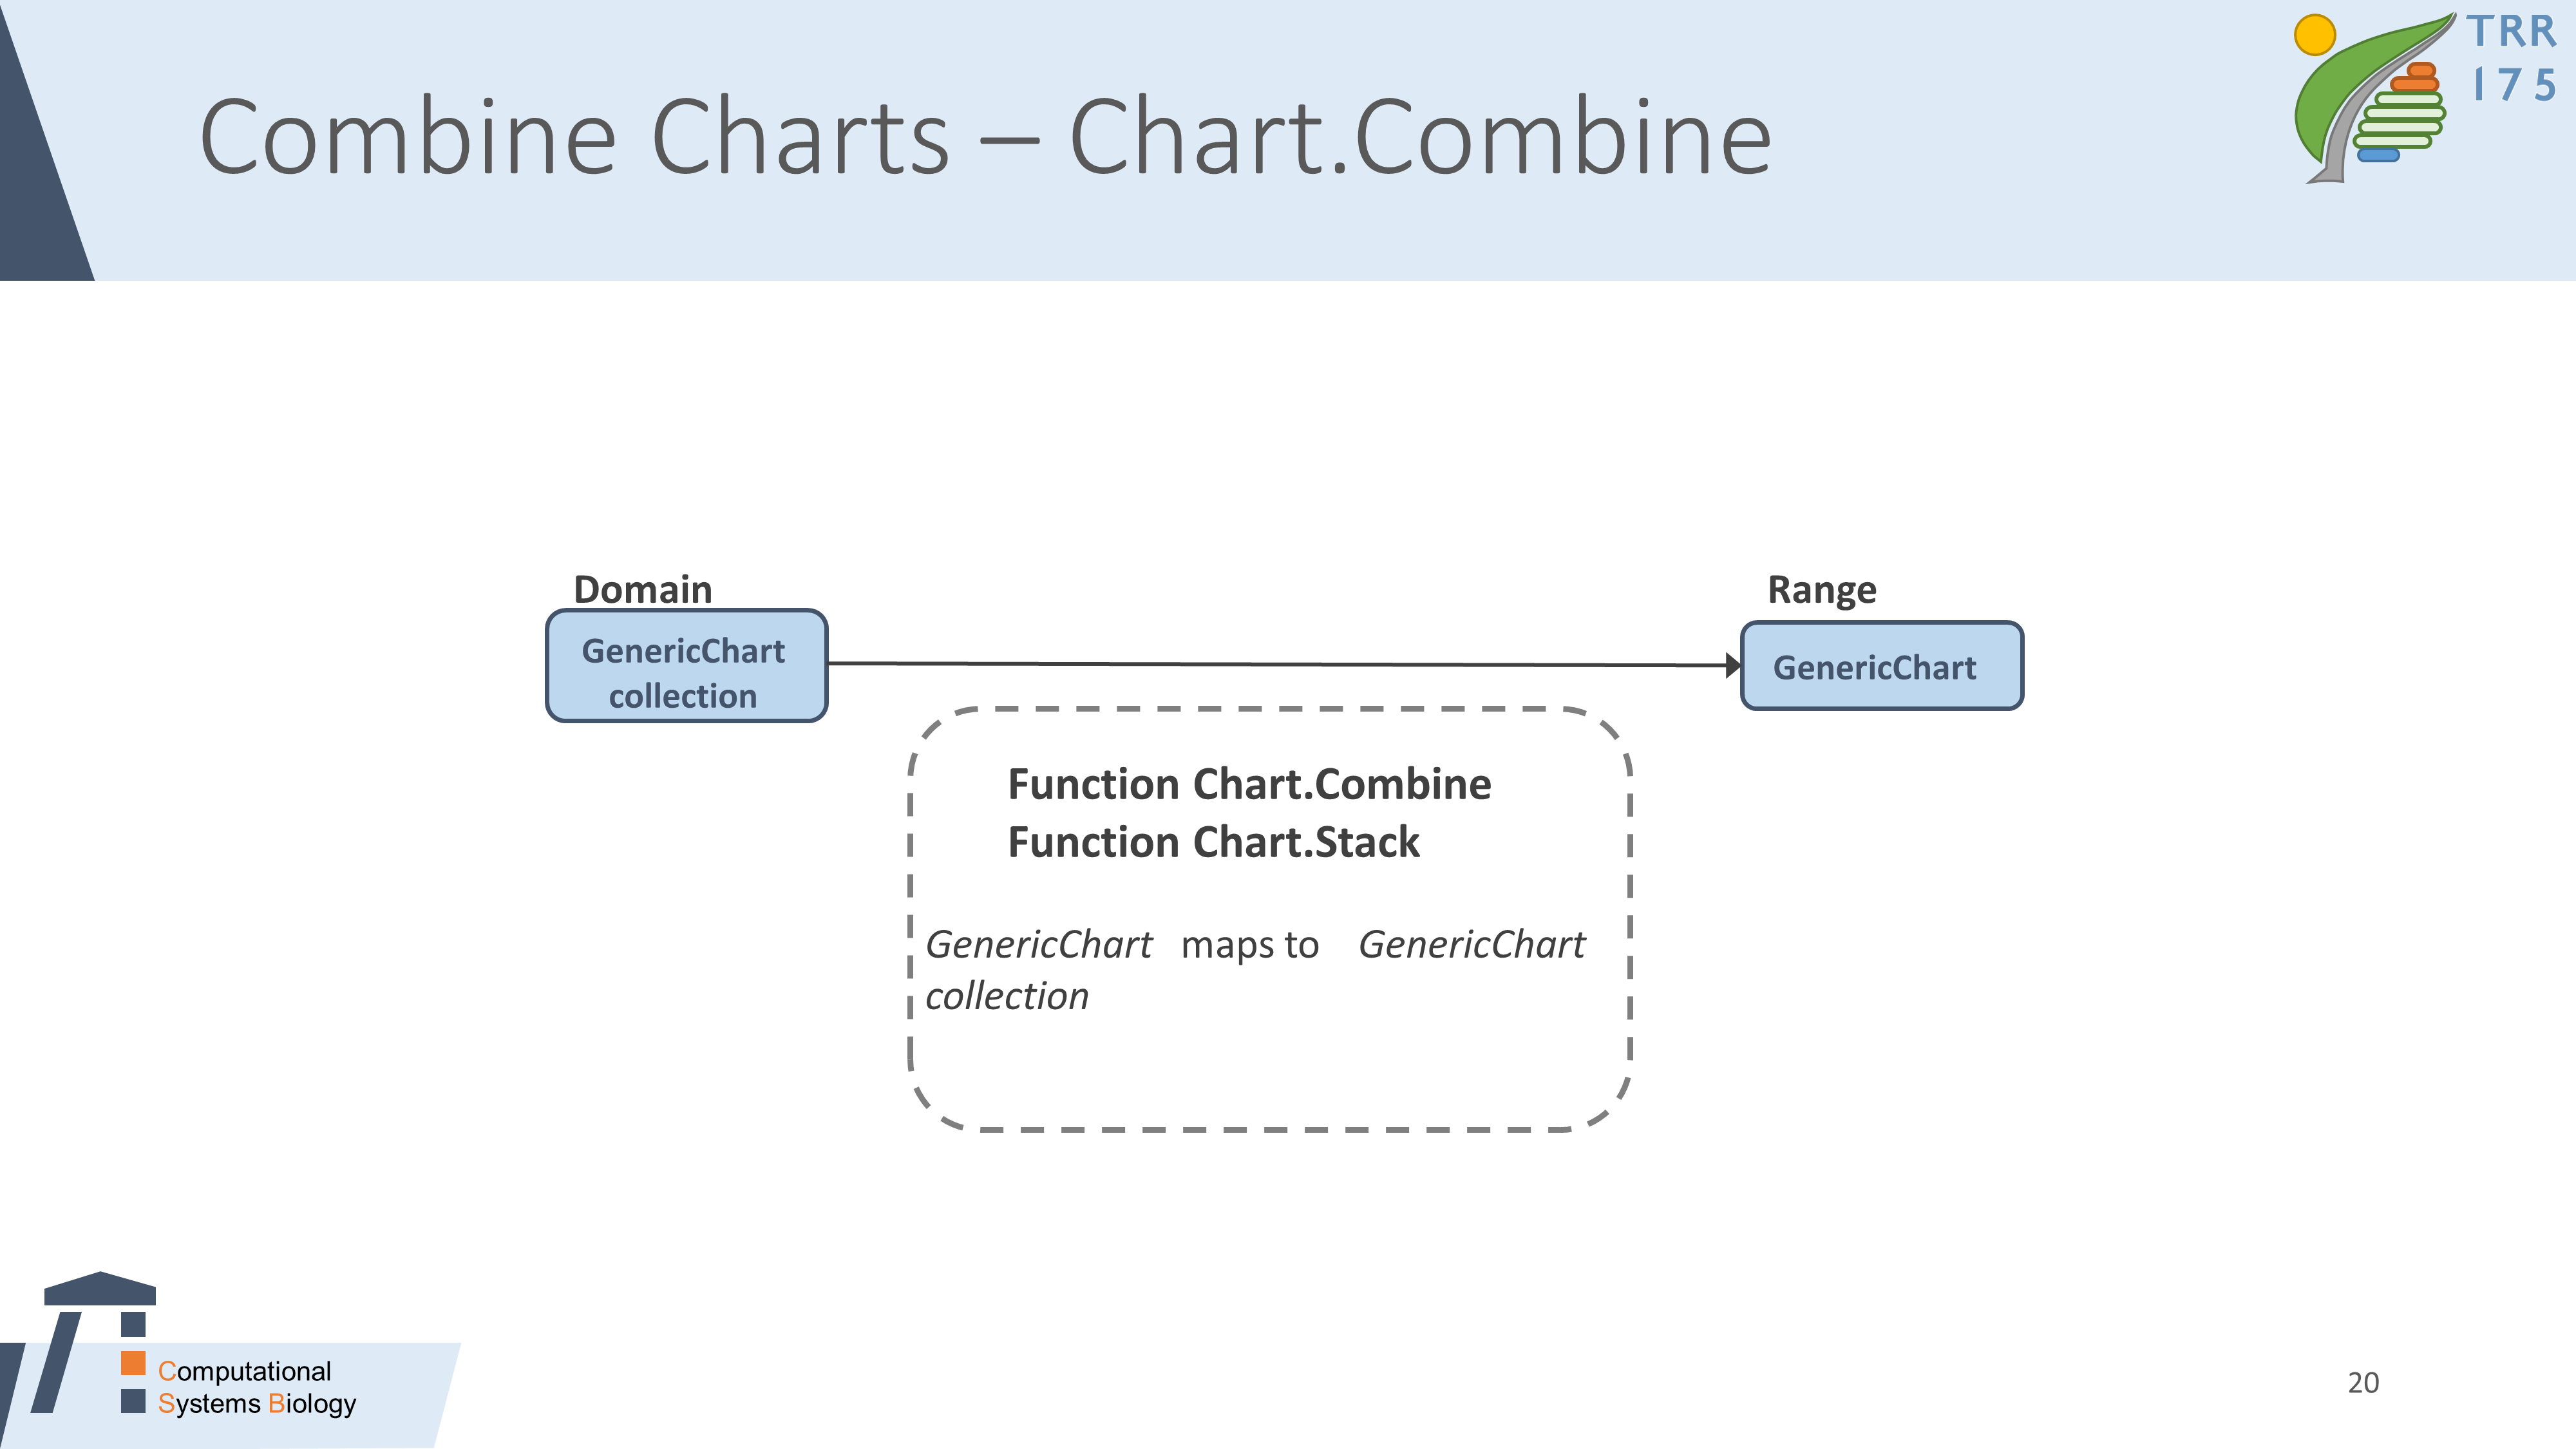 Combine Charts – Chart.Combine
TRR
175
Domain
Range
GenericChart
collection
GenericChart
Function Chart.Combine
Function Chart.Stack
GenericChart maps to GenericChart
collection
Computational
Systems Biology
20